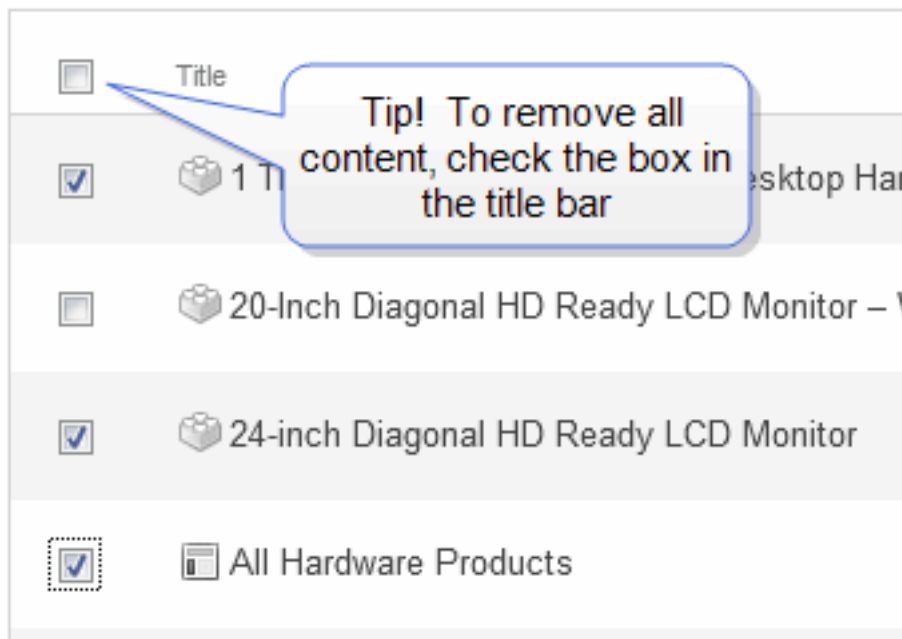 Title
Tip! To remove all
content, check the box in
the title bar
1
20-Inch Diagonal HD Ready LCD Monitor –
24-inch Diagonal HD Ready LCD Monitor
All Hardware Products